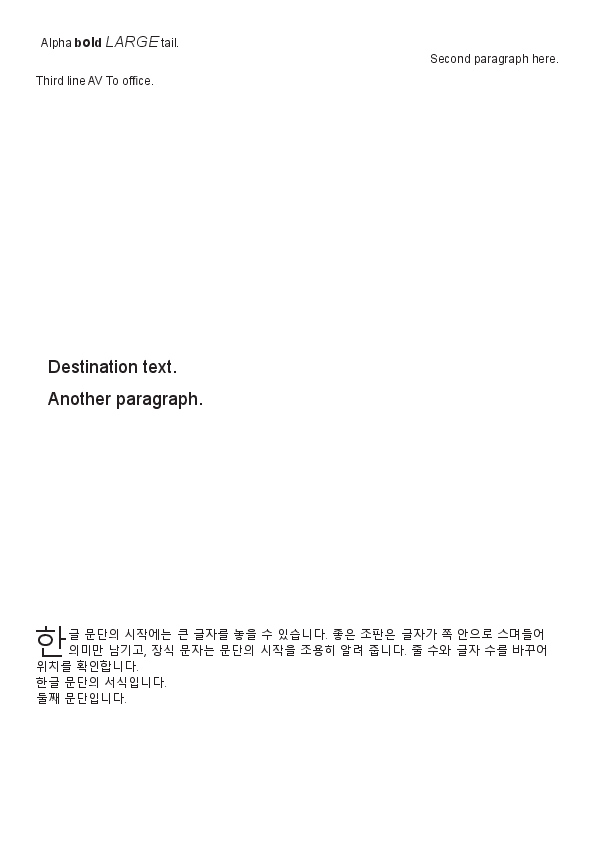 Alpha bold LARGE tail.
Second paragraph here.
Third line AV To office.
Destination text.
Another paragraph.
한글 문단의 시작에는 큰 글자를 놓을 수 있습니다. 좋은 조판은 글자가 쪽 안으로 스며들어
의미만 남기고, 장식 문자는 문단의 시작을 조용히 알려 줍니다. 줄 수와 글자 수를 바꾸어
위치를 확인합니다.
한글 문단의 서식입니다.
둘째 문단입니다.